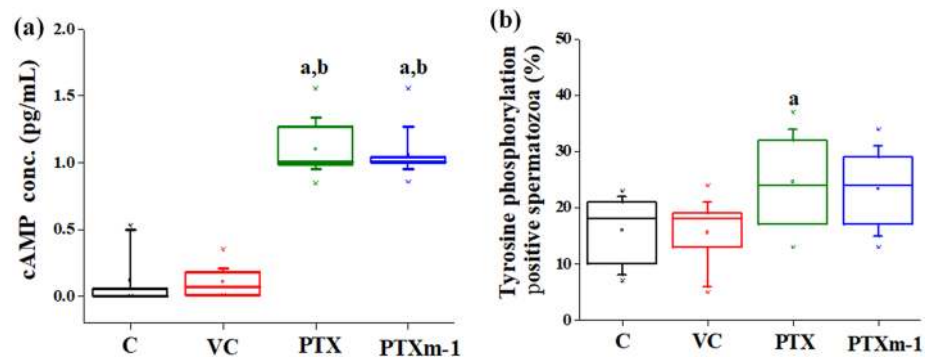 (a)
cAMP conc. (pg/mL)
2.0
1.5
1.0
0.5
0.0
a,b
a,b
C VC PTX PTXm-1
(b)
Tyrosine phosphorylation
positive spermatozoa (%)
50
40
30
20
10
0
a
C VC PTX PTXm-1